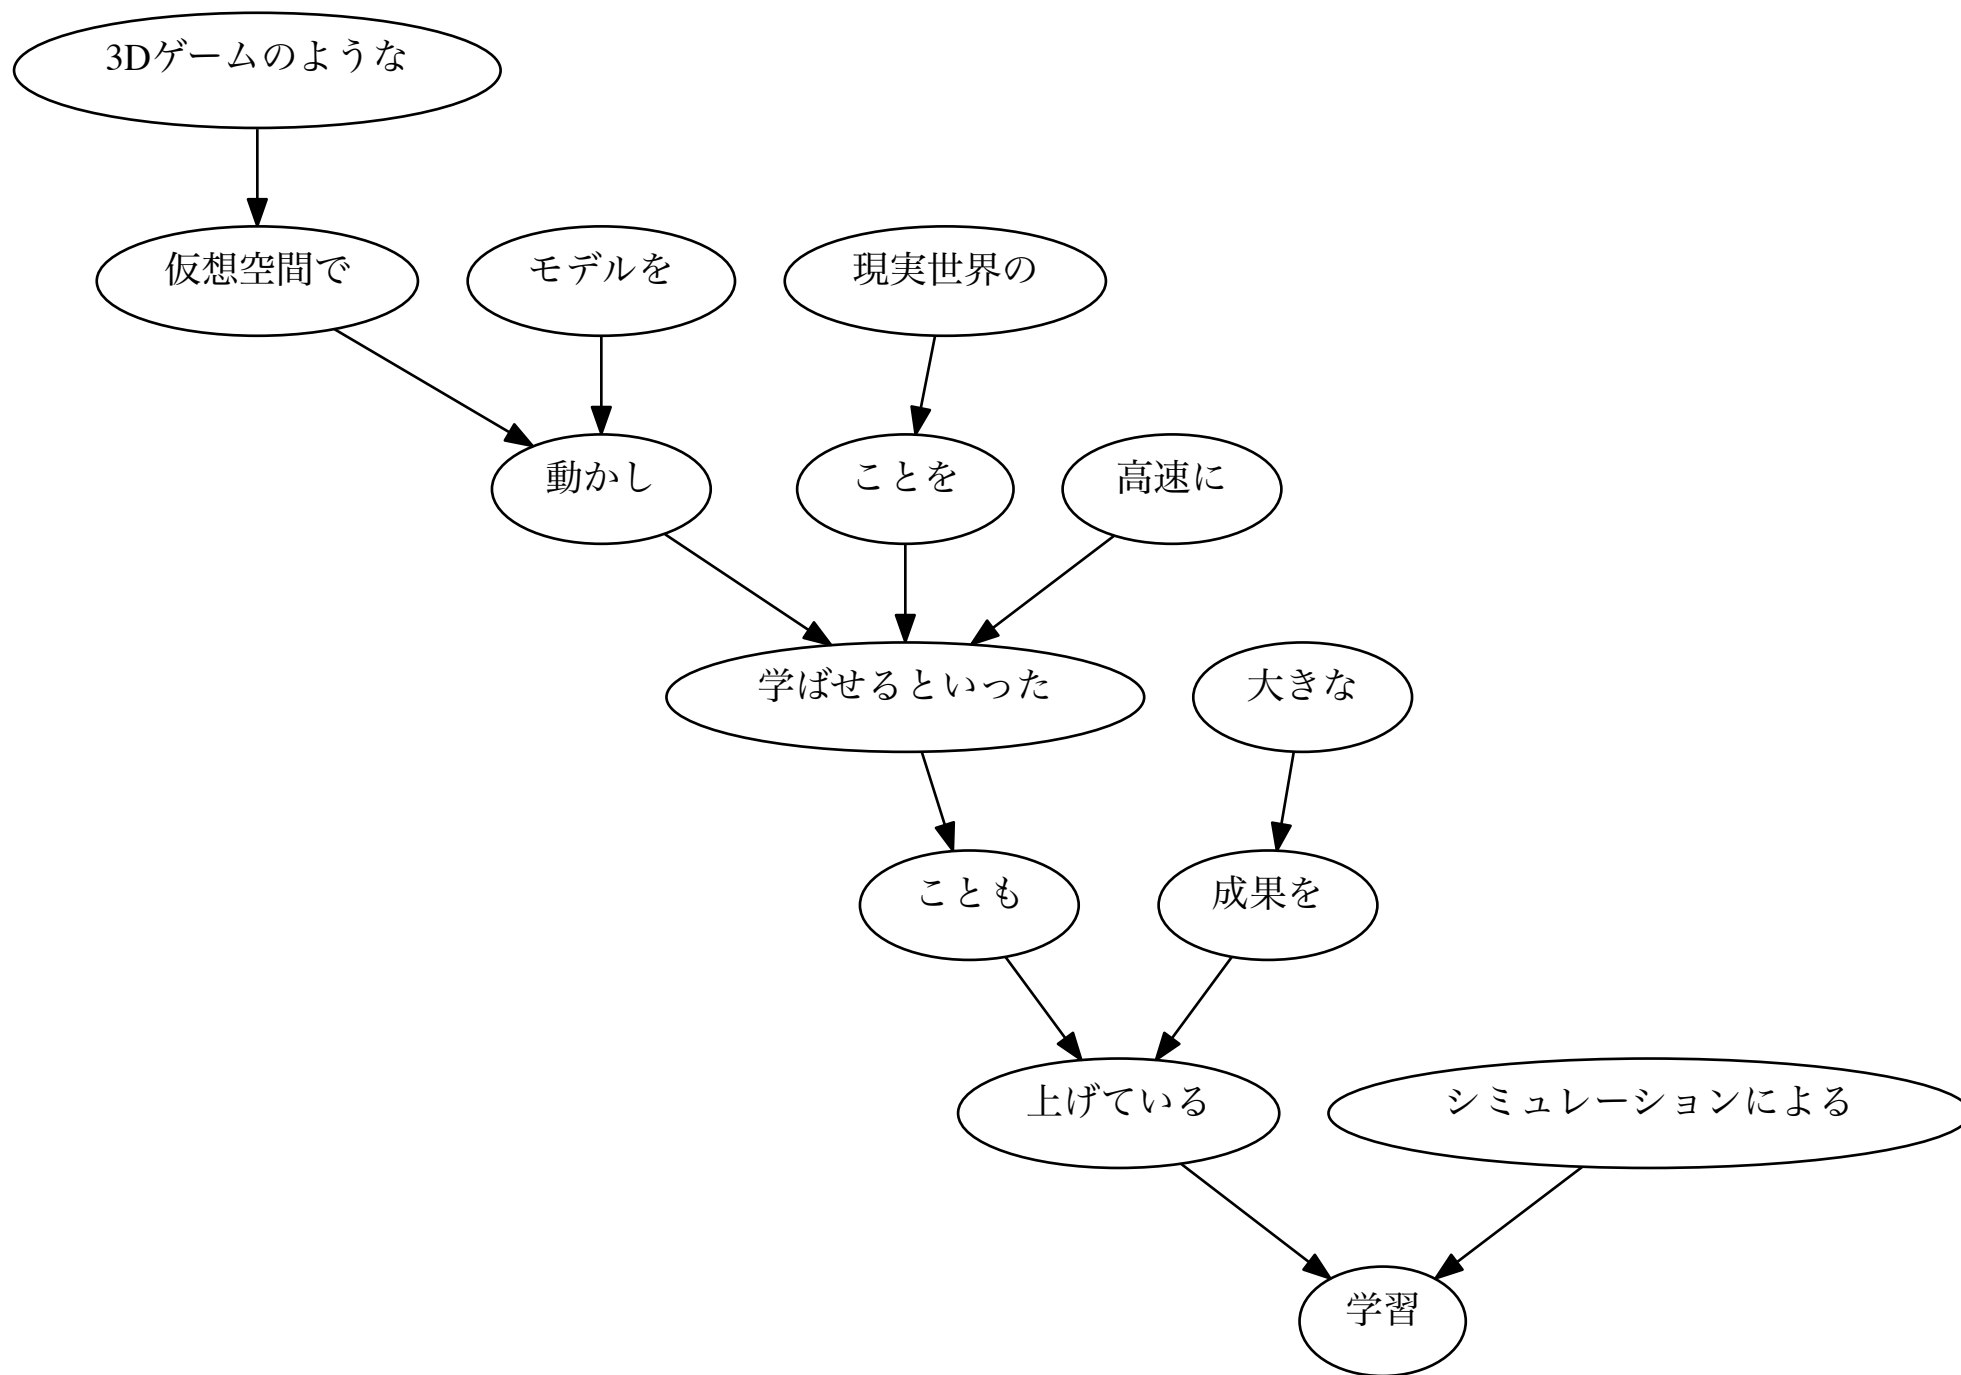 3Dゲームのような
仮想空間で
モデルを
現実世界の
動かし
ことを
高速に
学ばせるといった
大きな
ことも
成果を
上げている
シミュレーションによる
学習